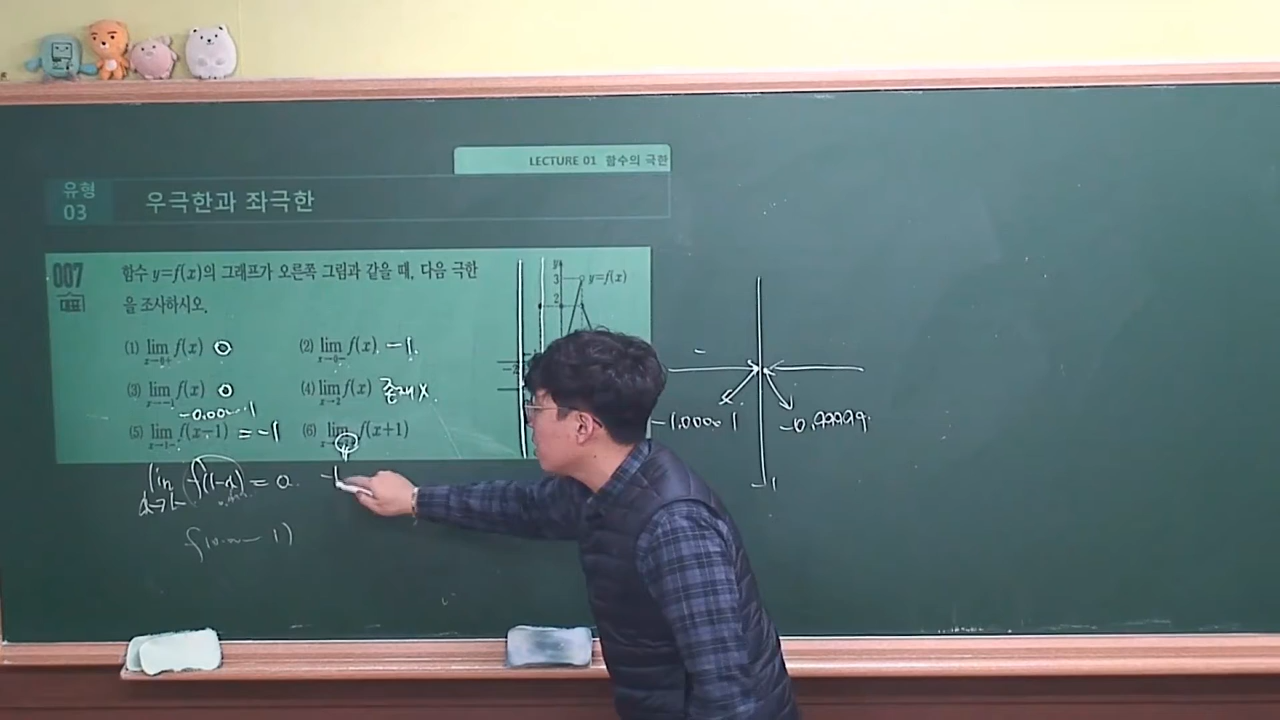 LECTURE 01 함수의 극한
유형
03
우극한과 좌극한
007
대표
함수 y=f(x)의 그래프가 오른쪽 그림과 같을 때, 다음 극한
을 조사하시오.
y
3
2
y=f(x)
-2
(1) lim x→0+ f(x) 0
(2) lim x→0- f(x) -1
(3) lim x→-1 f(x) 0
(4) lim x→2 f(x) 존재 X.
-0.00⋯1
(5) lim x→1- f(x-1) = -1
(6) lim f(x+1)
lim x→1- f(1-x) = 0
-1
-1.000⋯1
-0.99999⋯
-1